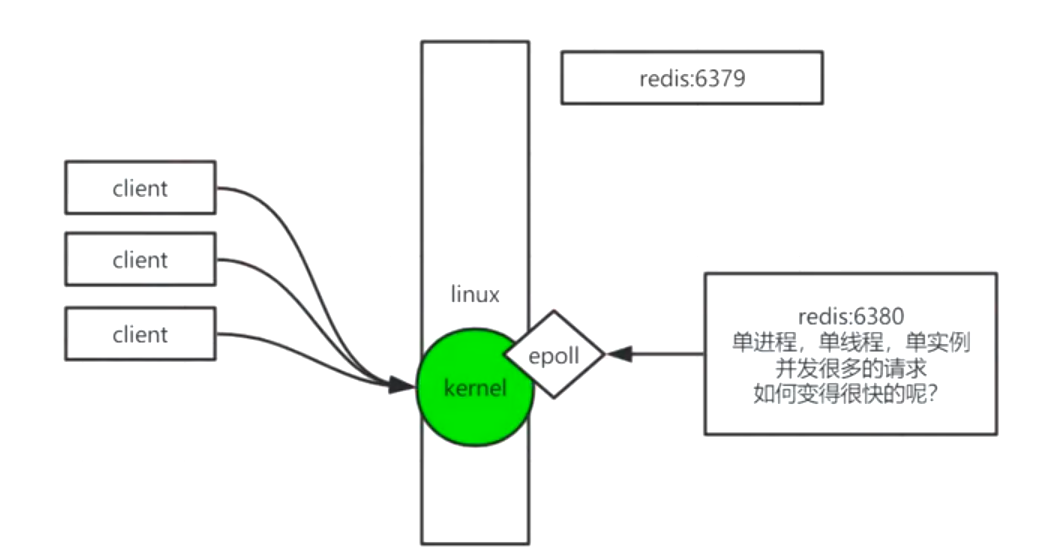 redis:6379
client
client
client
linux
kernel
epoll
redis:6380
单进程，单线程，单实例
并发很多的请求
如何变得很快的呢？